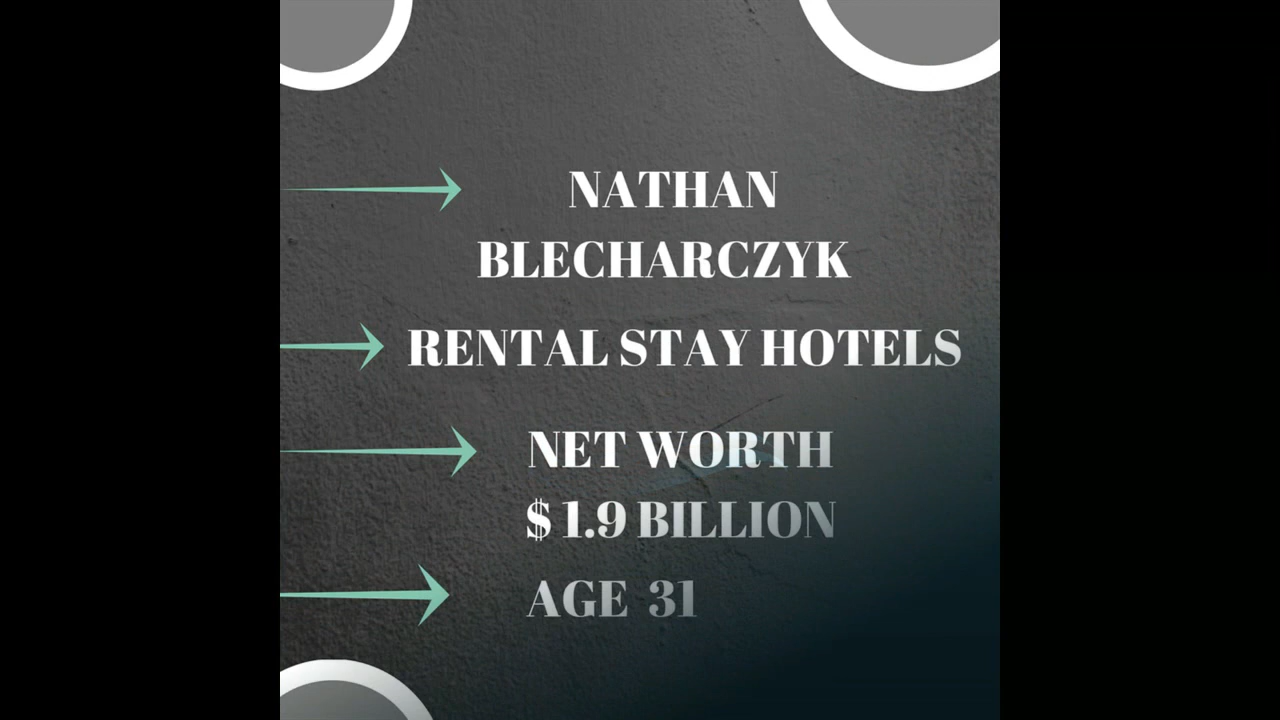 NATHAN
BLECHARCZYK
RENTAL STAY HOTELS
NET WORTH
$ 1.9 BILLION
AGE 31